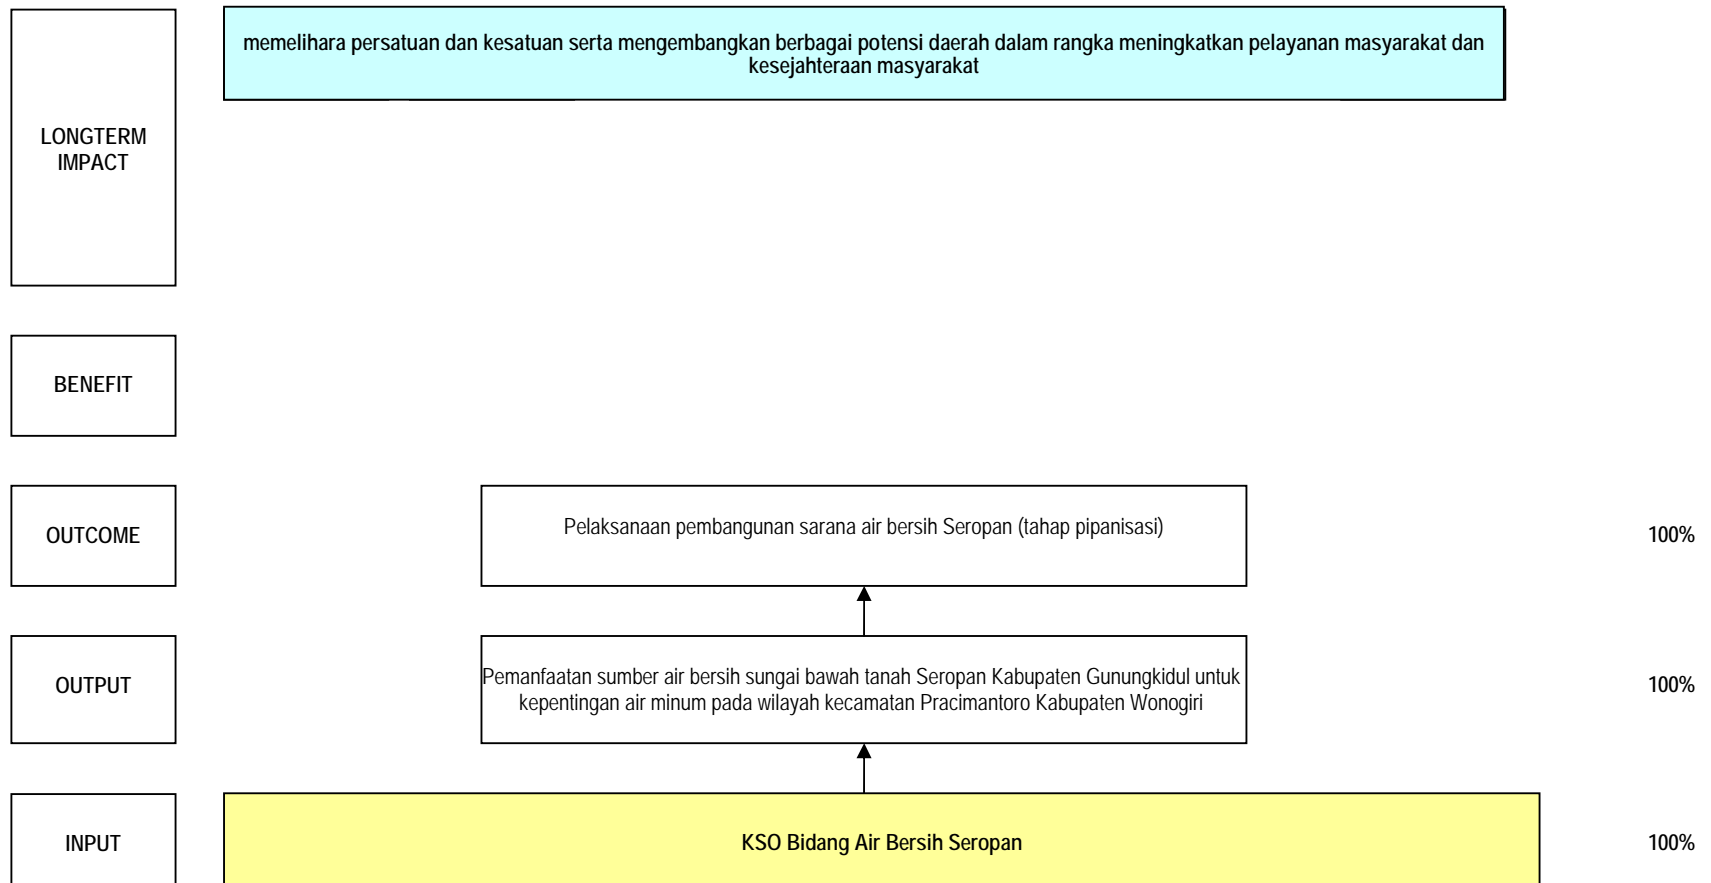 LONGTERM
IMPACT
memelihara persatuan dan kesatuan serta mengembangkan berbagai potensi daerah dalam rangka meningkatkan pelayanan masyarakat dan
kesejahteraan masyarakat
BENEFIT
OUTCOME
Pelaksanaan pembangunan sarana air bersih Seropan (tahap pipanisasi)
100%
OUTPUT
Pemanfaatan sumber air bersih sungai bawah tanah Seropan Kabupaten Gunungkidul untuk
kepentingan air minum pada wilayah kecamatan Pracimantoro Kabupaten Wonogiri
100%
INPUT
KSO Bidang Air Bersih Seropan
100%